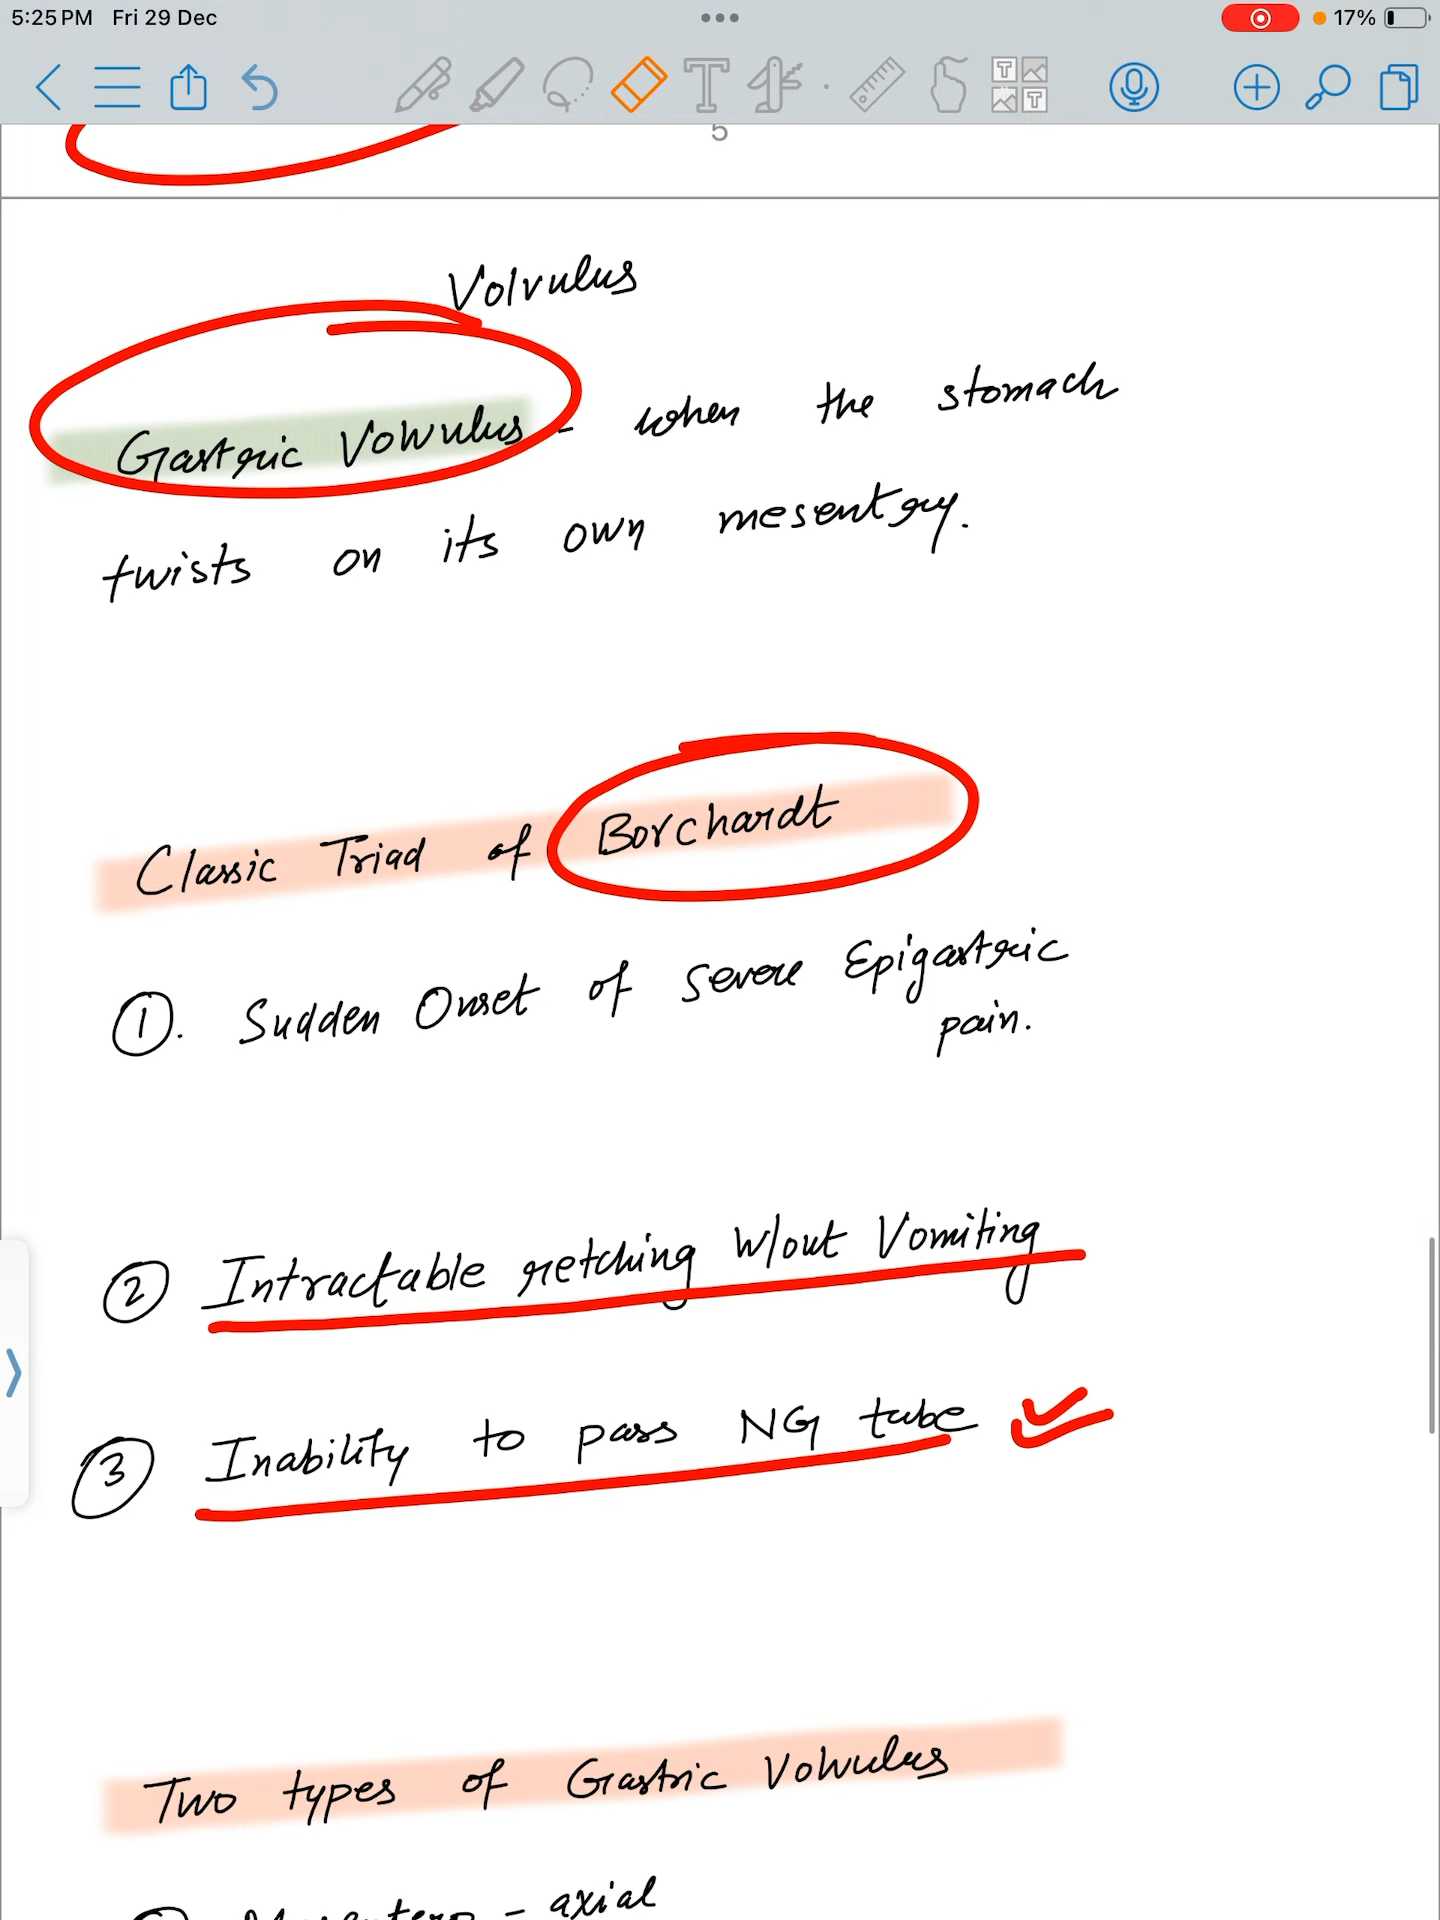 5:25 PM Fri 29 Dec
17%
5
Volvulus
Gastric Volvulus - when the stomach
twists on its own mesentry.
Classic Triad of Borchardt
1. Sudden Onset of severe Epigastric
pain.
2 Intractable retching w/out Vomiting
3 Inability to pass NG tube
Two types of Gastric Volvulus
- axial